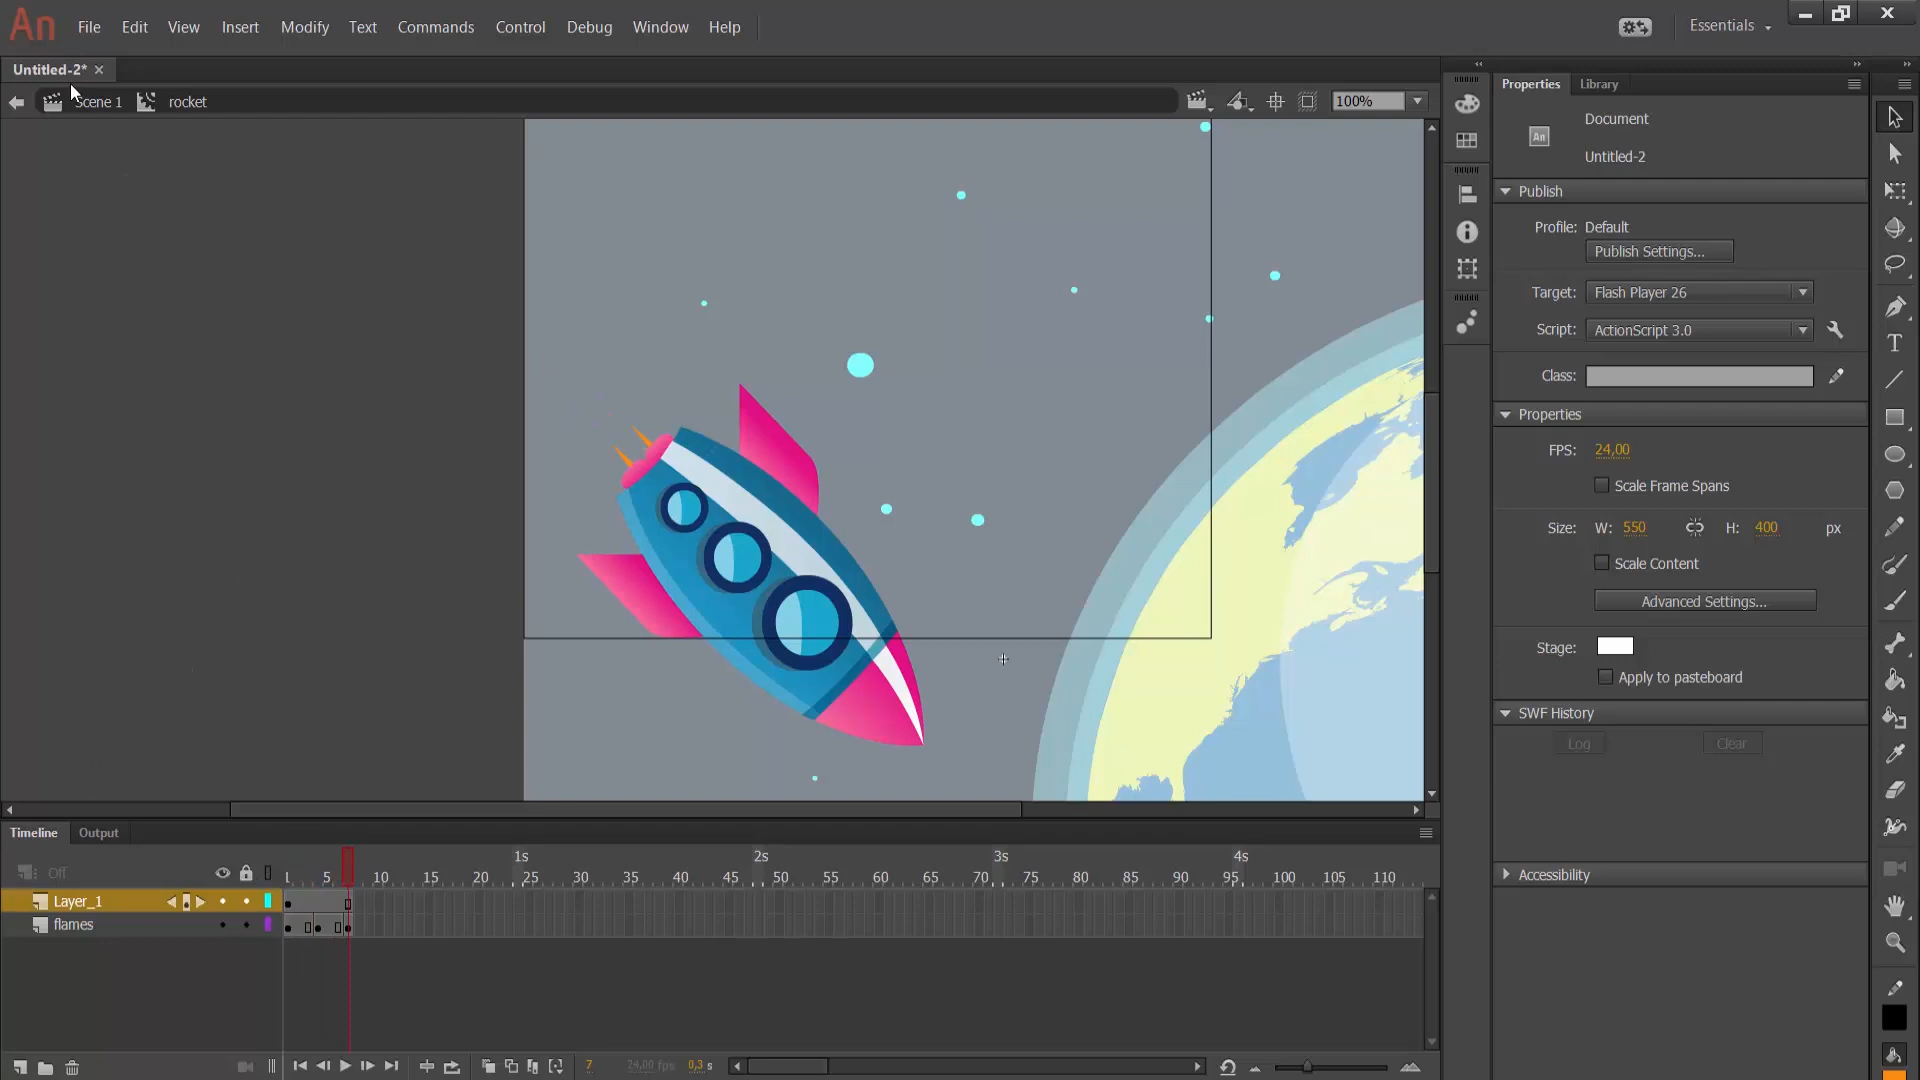 An File Edit View Insert Modify Text Commands Control Debug Window Help Essentials
Untitled-2*
Scene 1 rocket 100%
Properties Library
Document
An
Untitled-2
Publish
Profile: Default
Publish Settings...
Target: Flash Player 26
Script: ActionScript 3.0
Class:
Properties
FPS: 24,00
Scale Frame Spans
Size: W: 550 H: 400 px
Scale Content
Advanced Settings...
Stage:
Apply to pasteboard
SWF History
Log Clear
Accessibility
Timeline Output
1s 2s 3s 4s
Off 1 5 10 15 20 25 30 35 40 45 50 55 60 65 70 75 80 85 90 95 100 105 110
Layer_1
flames
7 24,00 fps 0,3 s